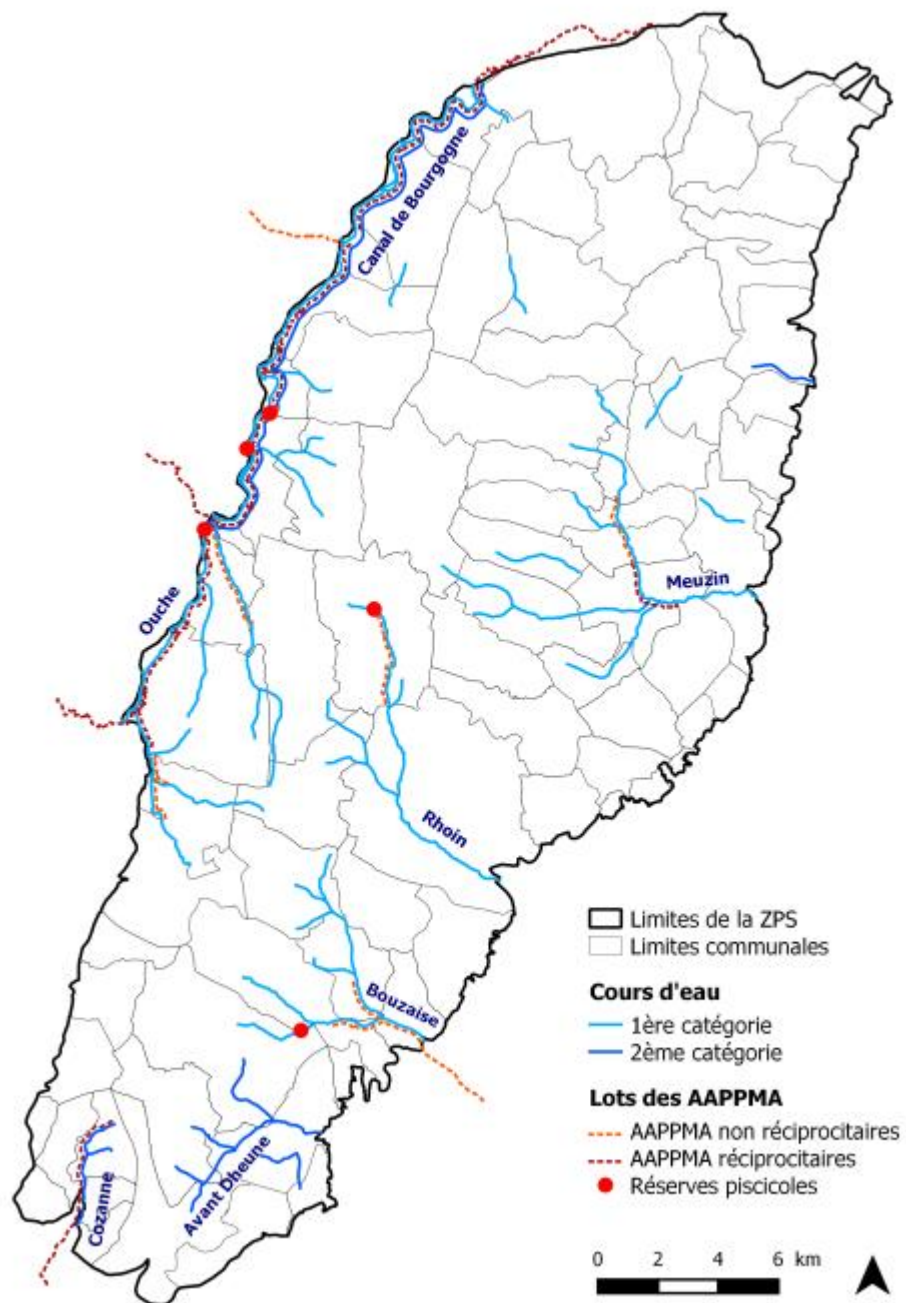 Canal de Bourgogne
Ouche
Meuzin
Rhoin
Bouzaise
Avant Dheune
Cozanne
Limites de la ZPS
Limites communales
Cours d'eau
1ère catégorie
2ème catégorie
Lots des AAPPMA
AAPPMA non réciprocitaires
AAPPMA réciprocitaires
Réserves piscicoles
0 2 4 6 km